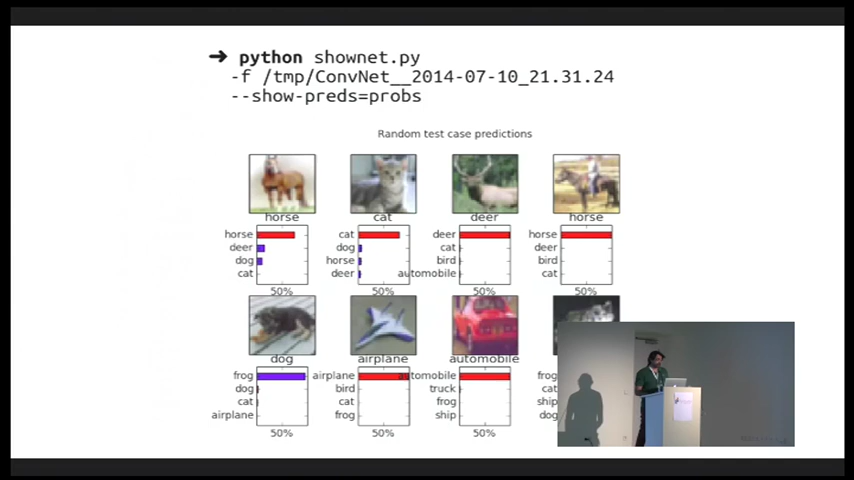 ➜ python shownet.py
-f /tmp/ConvNet__2014-07-10_21.31.24
--show-preds=probs
Random test case predictions
horse cat deer horse
horse cat deer horse
deer dog cat deer
dog horse bird bird
cat deer automobile cat
50% 50% 50% 50%
dog airplane automobile
frog airplane automobile frog
dog bird truck cat
cat cat frog ship
airplane frog ship dog
50% 50% 50%